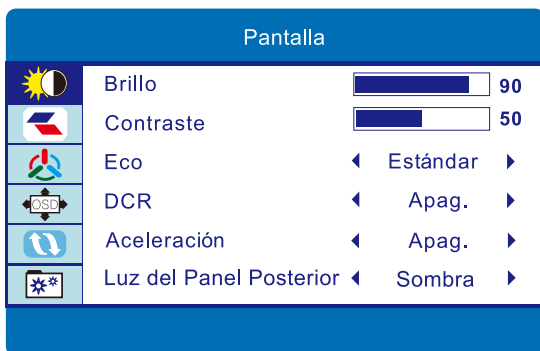 Pantalla
Brillo 90
Contraste 50
Eco Estándar
OSD
DCR Apag.
Aceleración Apag.
Luz del Panel Posterior Sombra